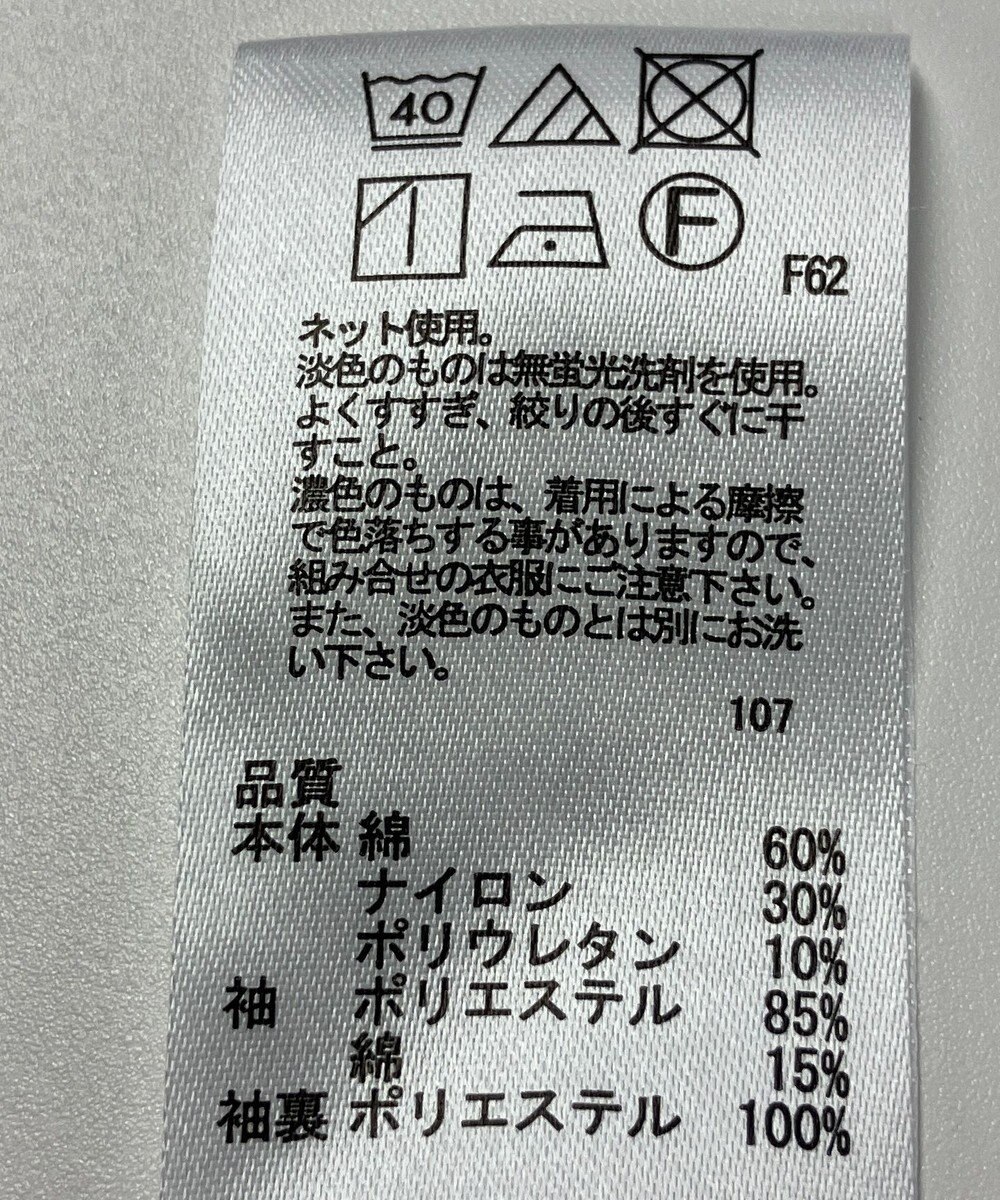 40
F
F62
ネット使用。
淡色のものは無蛍光洗剤を使用。
よくすすぎ、絞りの後すぐに干
すこと。
濃色のものは、着用による摩擦
で色落ちする事がありますので、
組み合せの衣服にご注意下さい。
また、淡色のものとは別にお洗
い下さい。
107
品質
本体 綿 60%
ナイロン 30%
ポリウレタン 10%
袖 ポリエステル 85%
綿 15%
袖裏 ポリエステル 100%